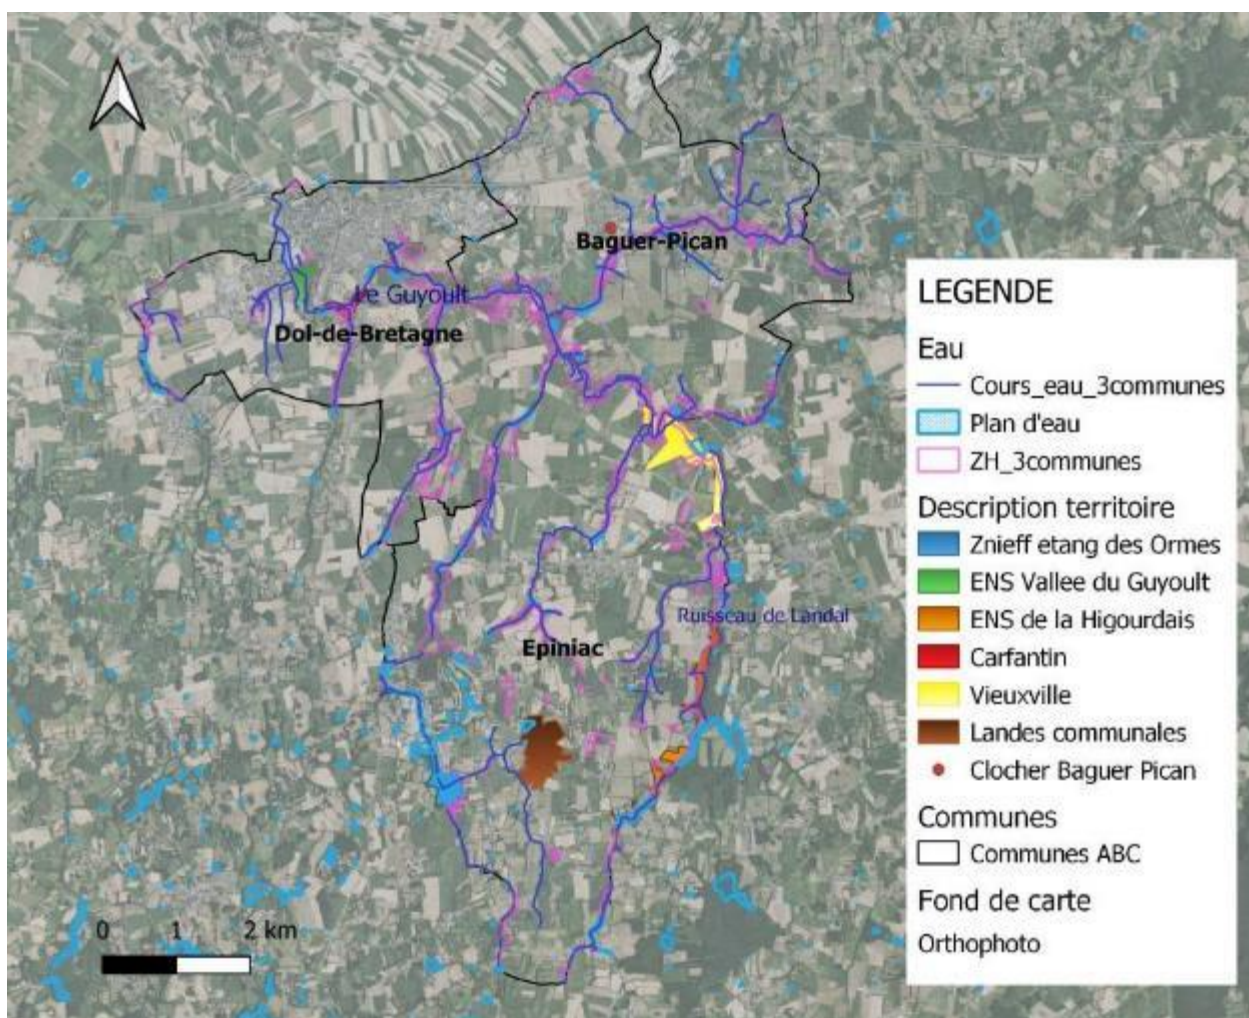 Baguer-Pican
Le Guyoult
Dol-de-Bretagne
Ruisseau de Landal
Epiniac
0 1 2 km
LEGENDE
Eau
Cours_eau_3communes
Plan d'eau
ZH_3communes
Description territoire
Znieff etang des Ormes
ENS Vallee du Guyoult
ENS de la Higourdais
Carfantin
Vieuxville
Landes communales
Clocher Baguer Pican
Communes
Communes ABC
Fond de carte
Orthophoto